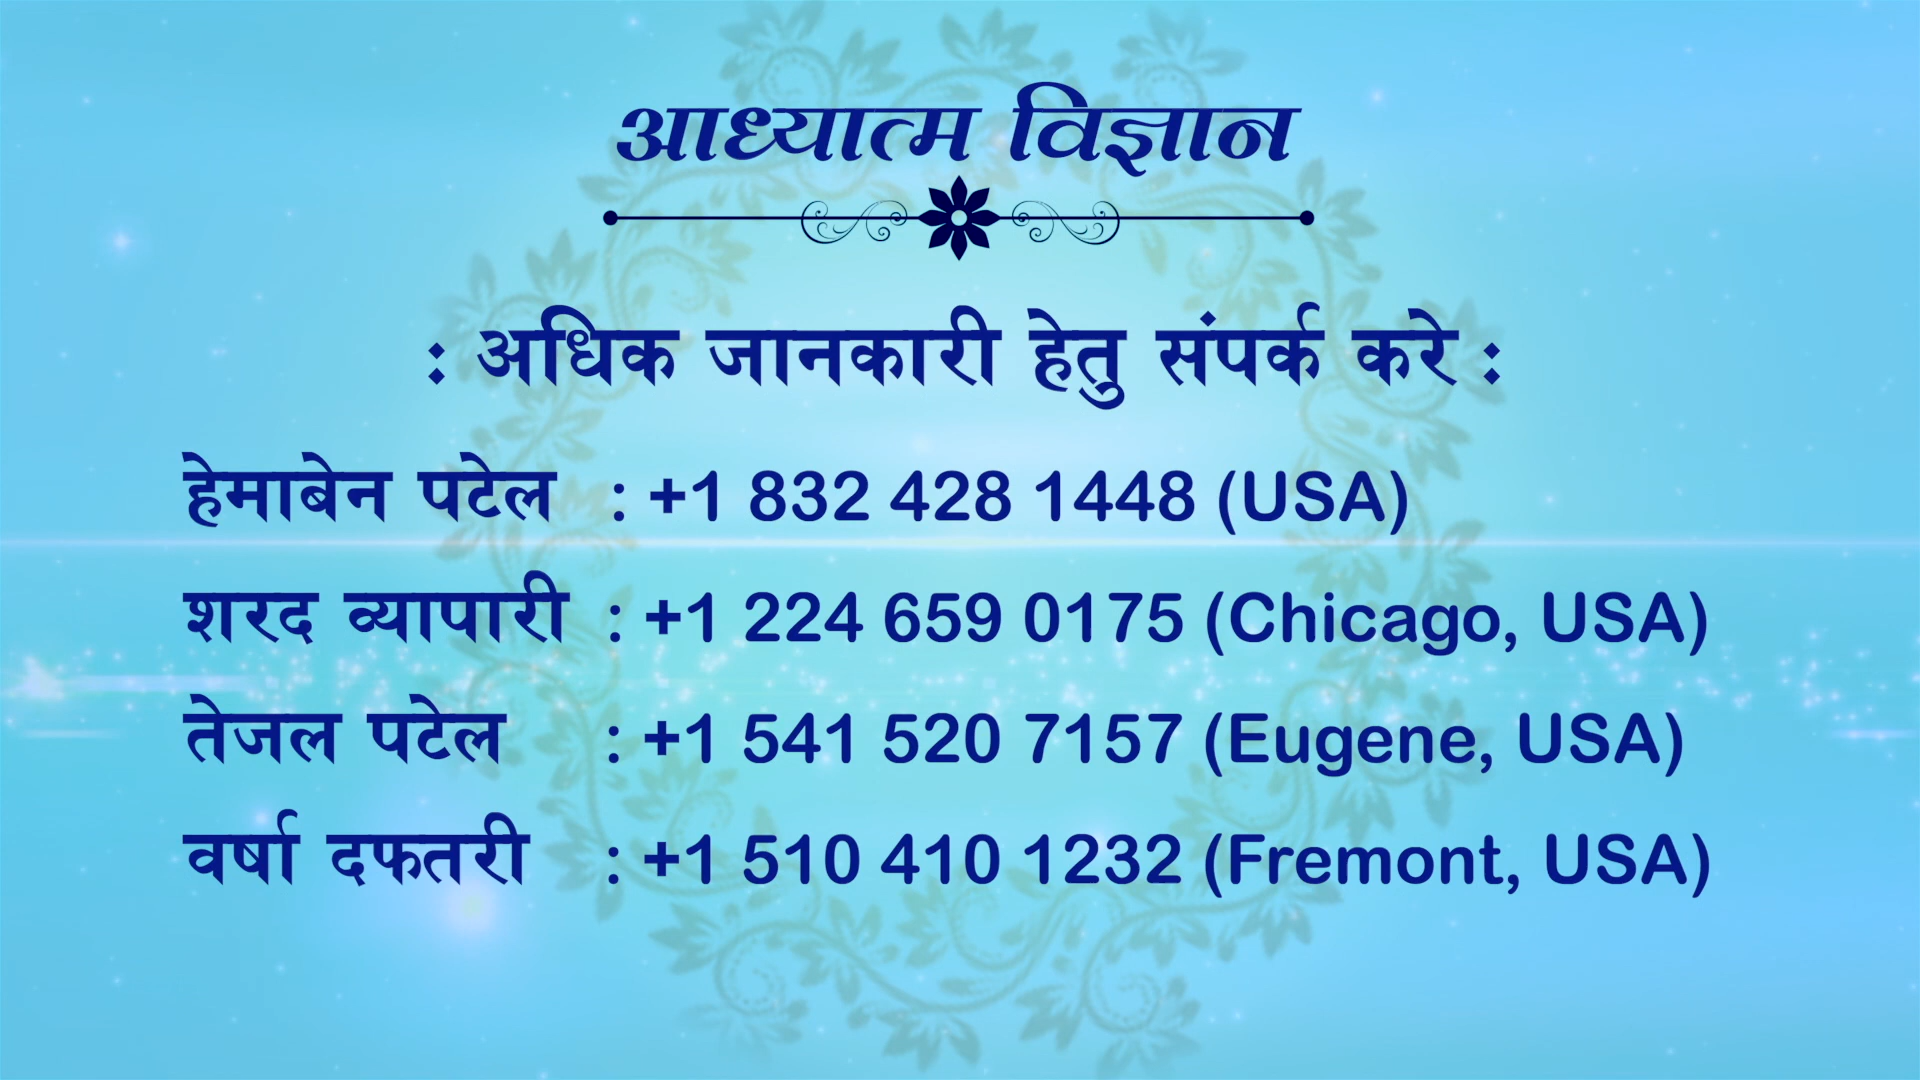 आध्यात्म विज्ञान
: अधिक जानकारी हेतु संपर्क करे :
हेमाबेन पटेल : +1 832 428 1448 (USA)
शरद व्यापारी : +1 224 659 0175 (Chicago, USA)
तेजल पटेल : +1 541 520 7157 (Eugene, USA)
वर्षा दफतरी : +1 510 410 1232 (Fremont, USA)